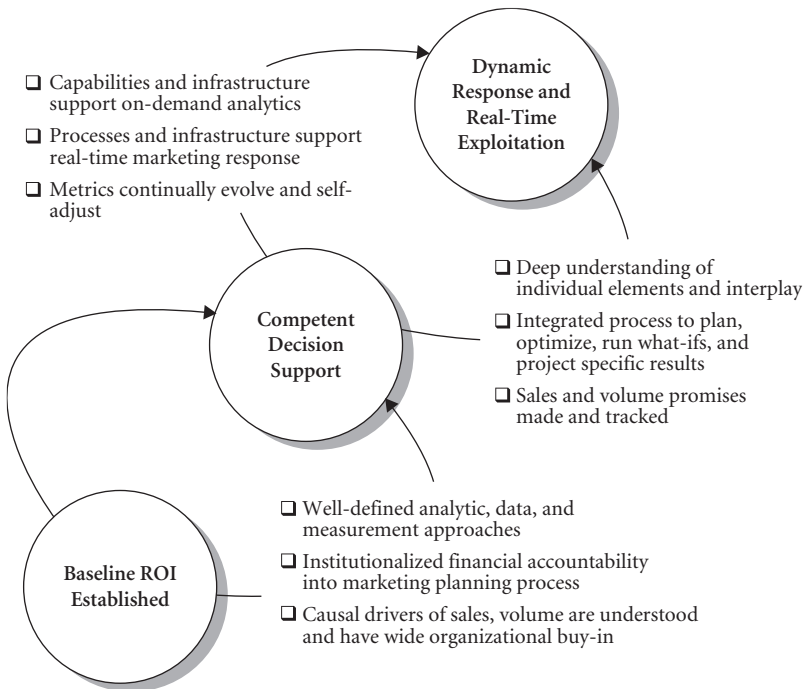 Dynamic
Response and
Real-Time
Exploitation
❑ Capabilities and infrastructure
support on-demand analytics
❑ Processes and infrastructure support
real-time marketing response
❑ Metrics continually evolve and self-
adjust
Competent
Decision
Support
❑ Deep understanding of
individual elements and interplay
❑ Integrated process to plan,
optimize, run what-ifs, and
project specific results
❑ Sales and volume promises
made and tracked
Baseline ROI
Established
❑ Well-defined analytic, data, and
measurement approaches
❑ Institutionalized financial accountability
into marketing planning process
❑ Causal drivers of sales, volume are understood
and have wide organizational buy-in